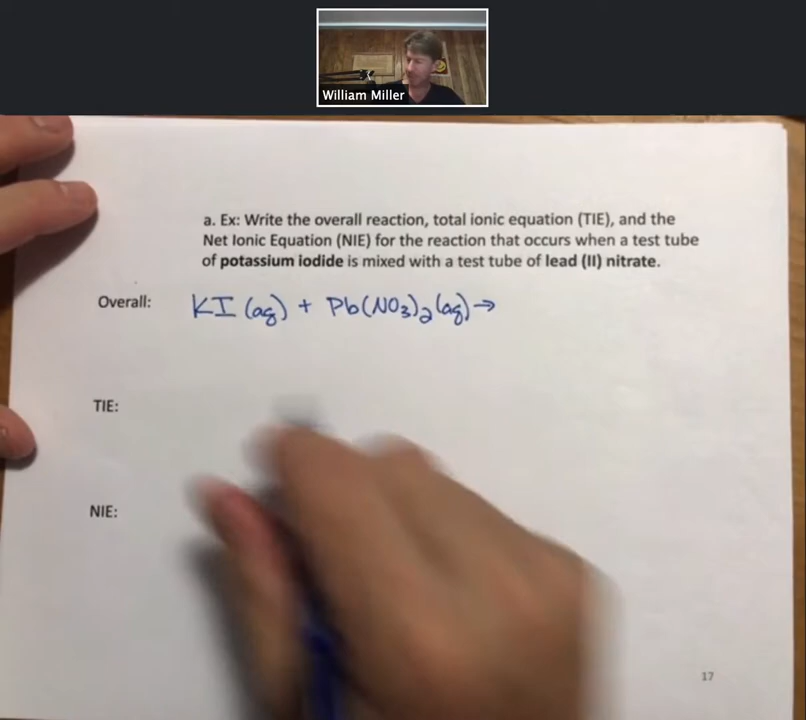 William Miller
a. Ex: Write the overall reaction, total ionic equation (TIE), and the
Net Ionic Equation (NIE) for the reaction that occurs when a test tube
of potassium iodide is mixed with a test tube of lead (II) nitrate.
Overall: KI (aq) + Pb(NO₃)₂ (aq) →
TIE:
NIE:
17